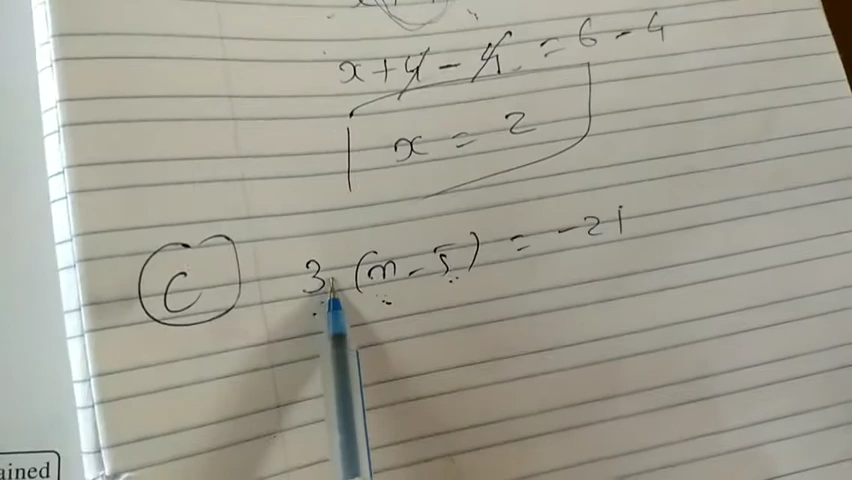 x + 4 - 4 = 6 - 4
x = 2
C 3 (n - 5) = -21
ained